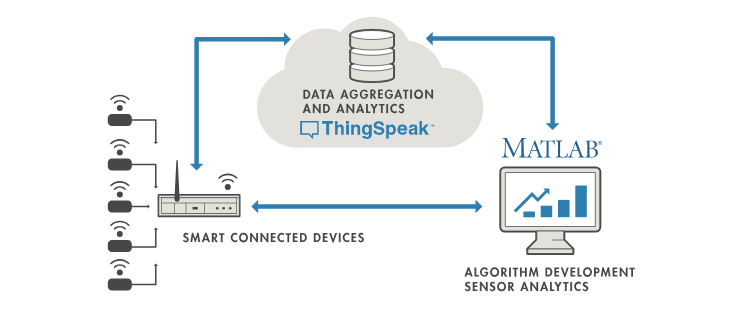 DATA AGGREGATION
AND ANALYTICS
ThingSpeak™
MATLAB®
SMART CONNECTED DEVICES
ALGORITHM DEVELOPMENT
SENSOR ANALYTICS